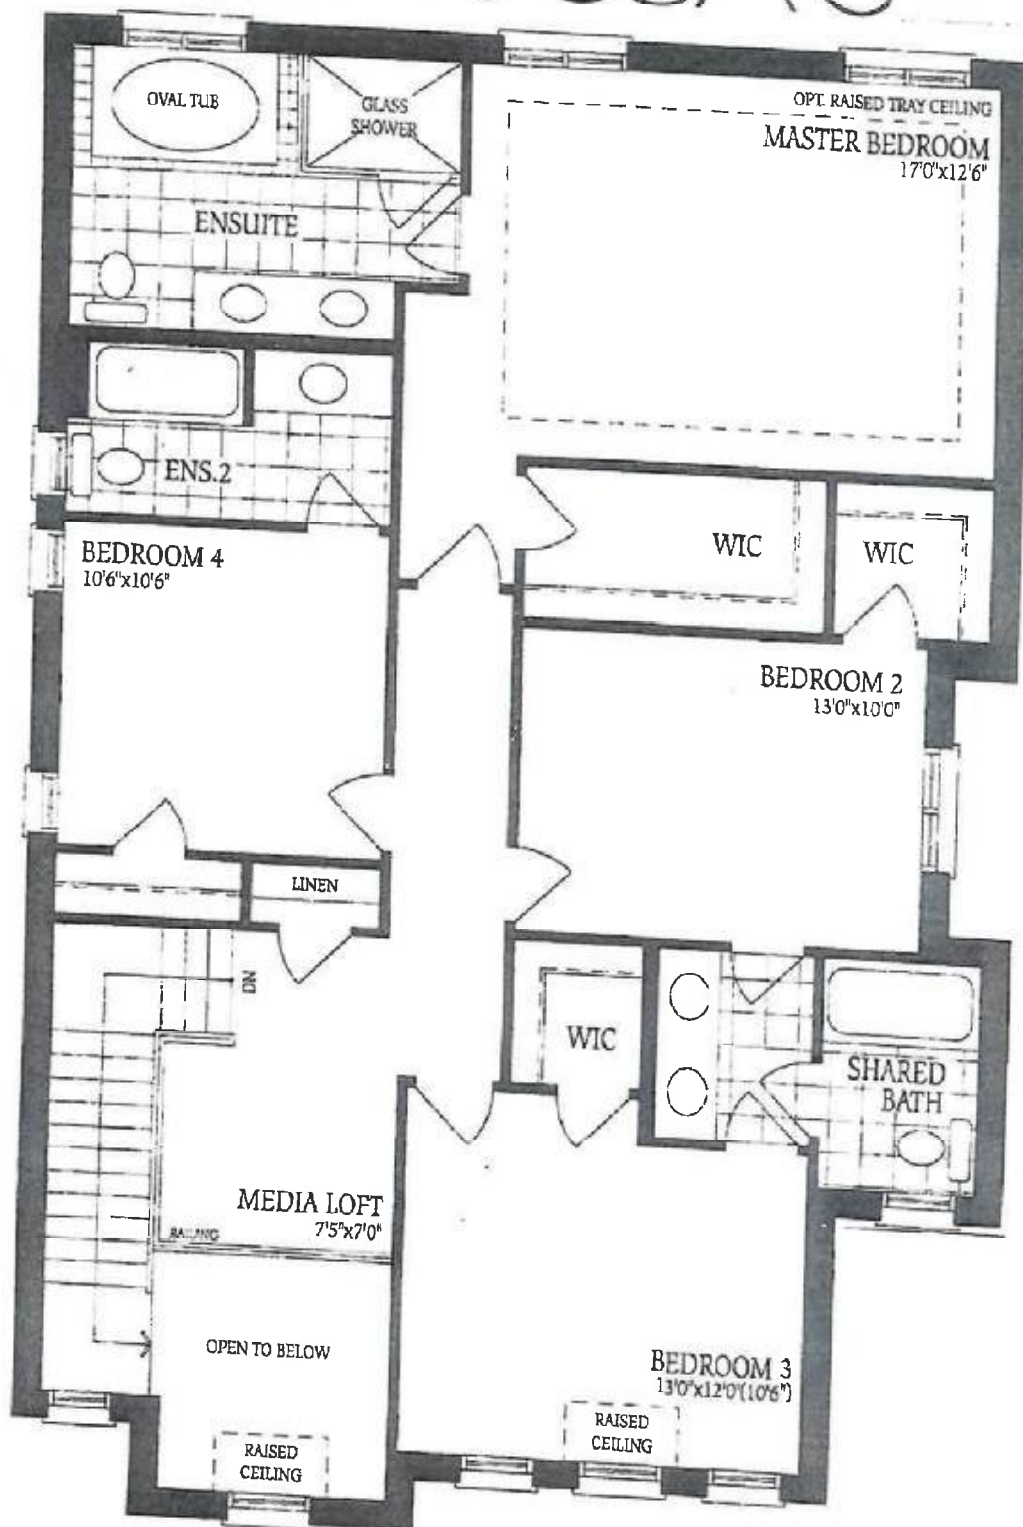 OVAL TUB
GLASS
SHOWER
OPT. RAISED TRAY CEILING
MASTER BEDROOM
17'0"x12'6"
ENSUITE
ENS.2
WIC
WIC
BEDROOM 4
10'6"x10'6"
BEDROOM 2
13'0"x10'0"
LINEN
DN
WIC
SHARED
BATH
MEDIA LOFT
7'5"x7'0"
RAILING
OPEN TO BELOW
BEDROOM 3
13'0"x12'0"(10'6")
RAISED
CEILING
RAISED
CEILING